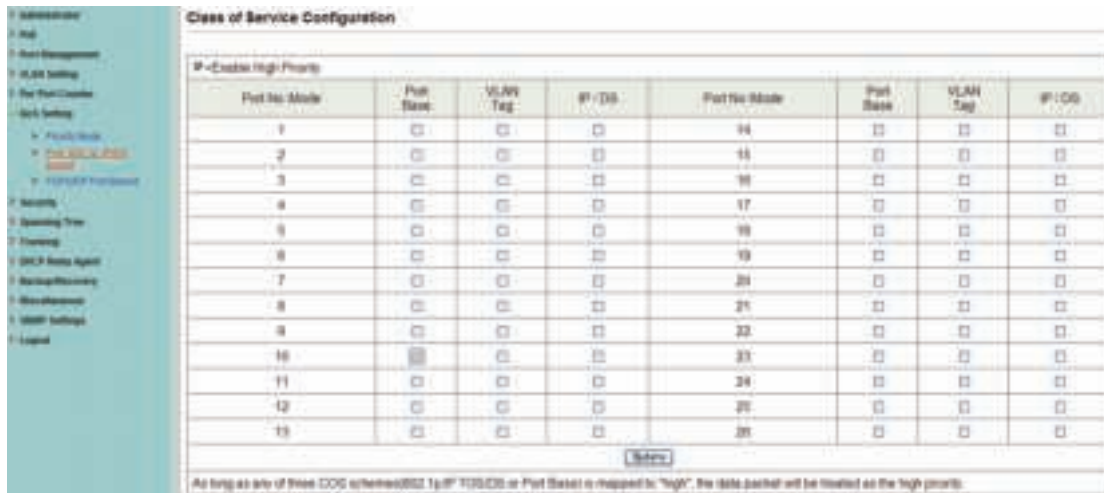 Administrator
PoE
Port Management
VLAN Setting
Per Port Counter
QoS Setting
Priority Mode
Security
Spanning Tree
Trunking
DHCP Relay Agent
Backup/Recovery
Miscellaneous
SNMP Settings
Logout
Class of Service Configuration
=Enable High Priority
Port No \Mode Port Base VLAN Tag IP / DS Port No \Mode Port Base VLAN Tag IP / DS
1 14
2 15
3 16
4 17
5 18
6 19
7 20
8 21
9 22
10 23
11 24
12 25
13 26
As long as any of three COS schemes(802.1p,IP TOS/DS or Port Base) is mapped to "high", the data packet will be treated as the high priority.